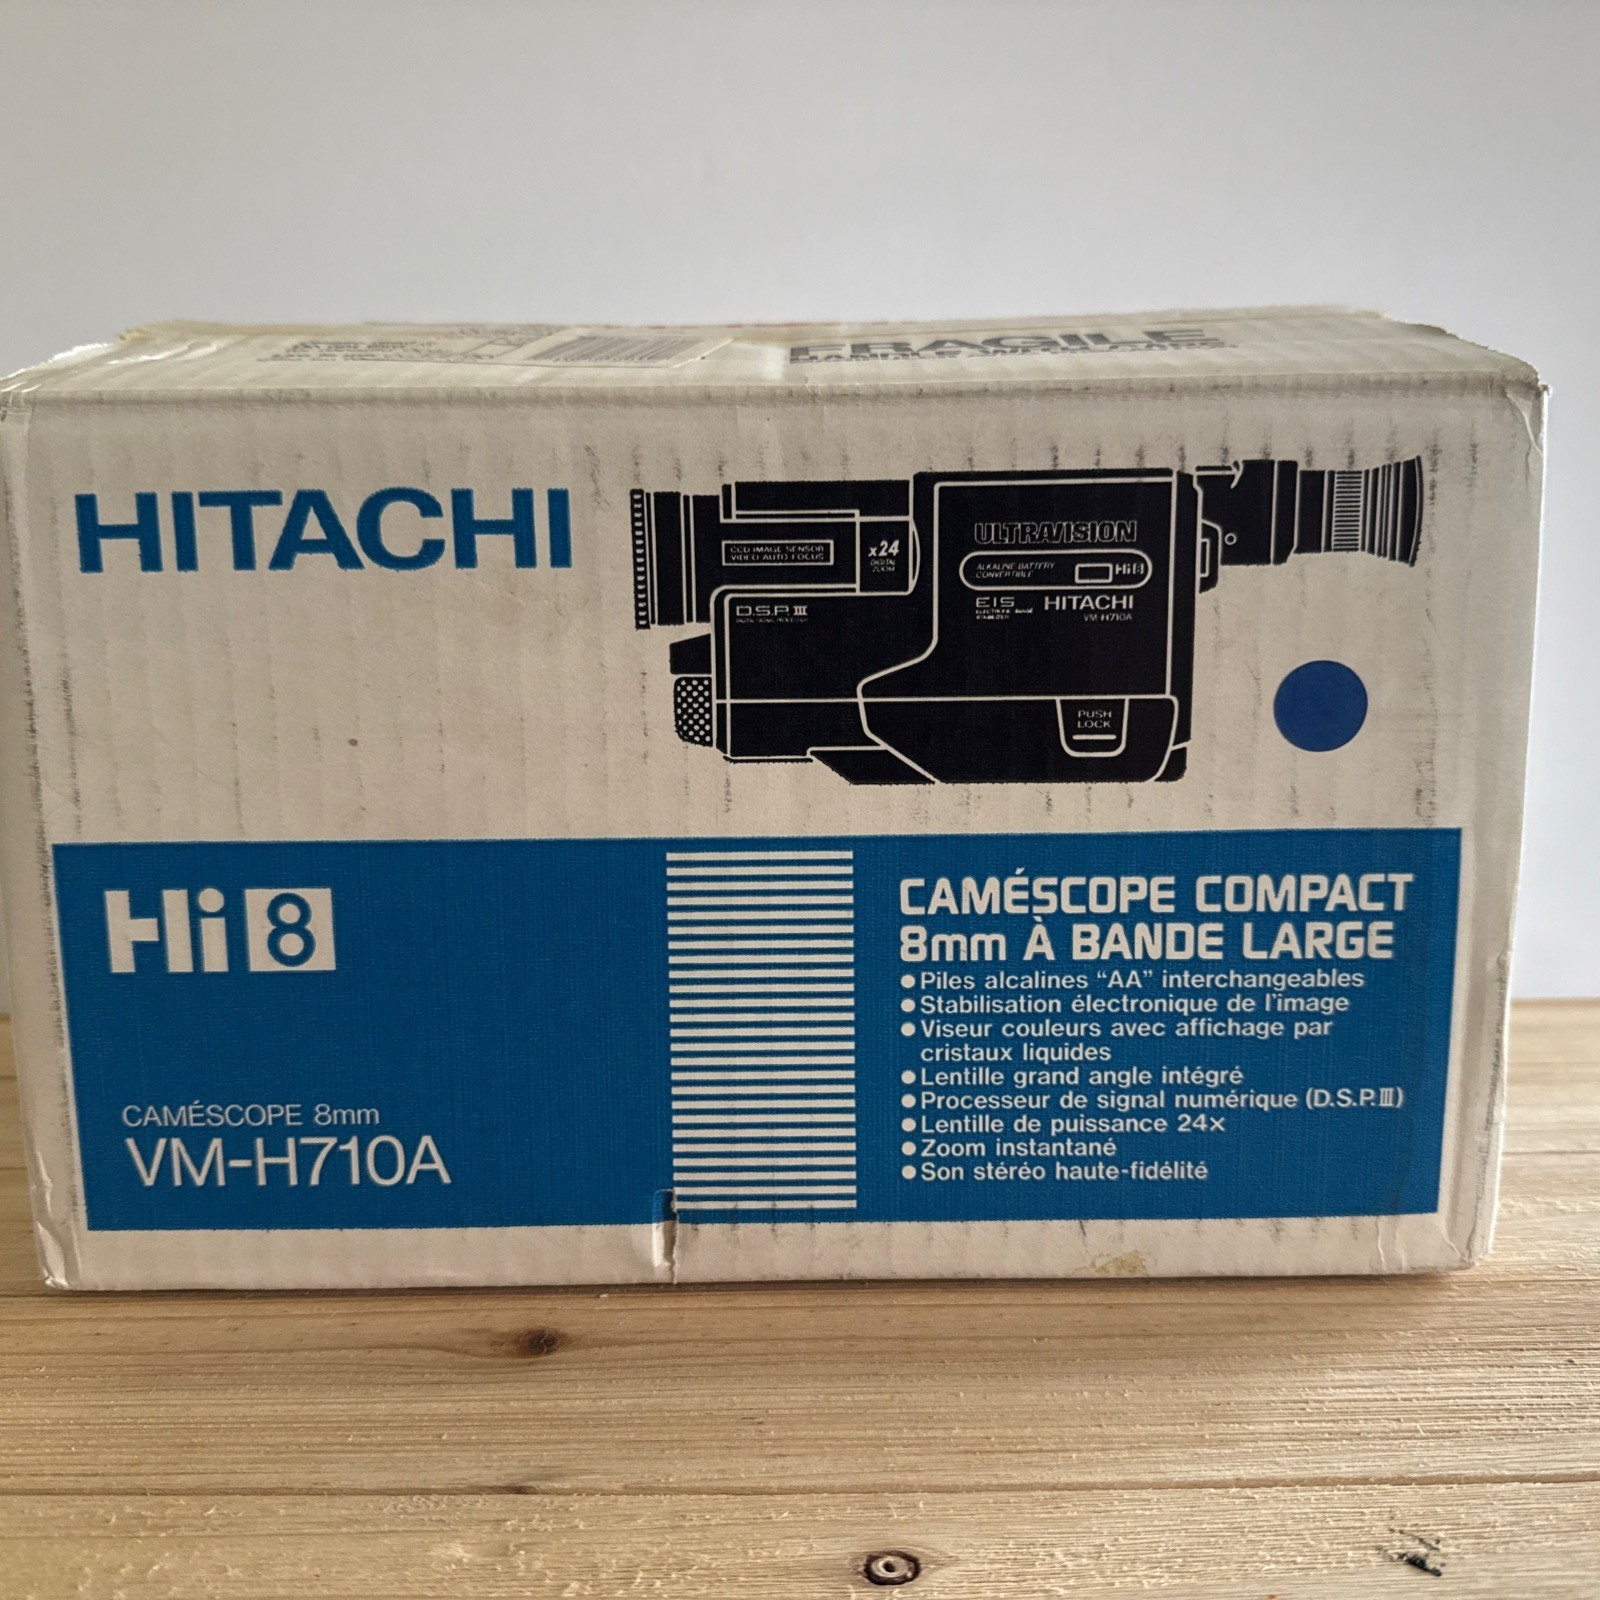 FRAGILE
HITACHI
CCD IMAGE SENSOR
VIDEO AUTO FOCUS
x24
DIGITAL
ZOOM
D.S.P. III
ULTRAVISION
ALKALINE BATTERY
CONVERTIBLE
Hi8
EIS
HITACHI
VM-H710A
PUSH
LOCK
Hi8
CAMÉSCOPE 8mm
VM-H710A
CAMÉSCOPE COMPACT
8mm À BANDE LARGE
●Piles alcalines “AA” interchangeables
●Stabilisation électronique de l'image
●Viseur couleurs avec affichage par
cristaux liquides
●Lentille grand angle intégré
●Processeur de signal numérique (D.S.P. III)
●Lentille de puissance 24x
●Zoom instantané
●Son stéréo haute-fidélité